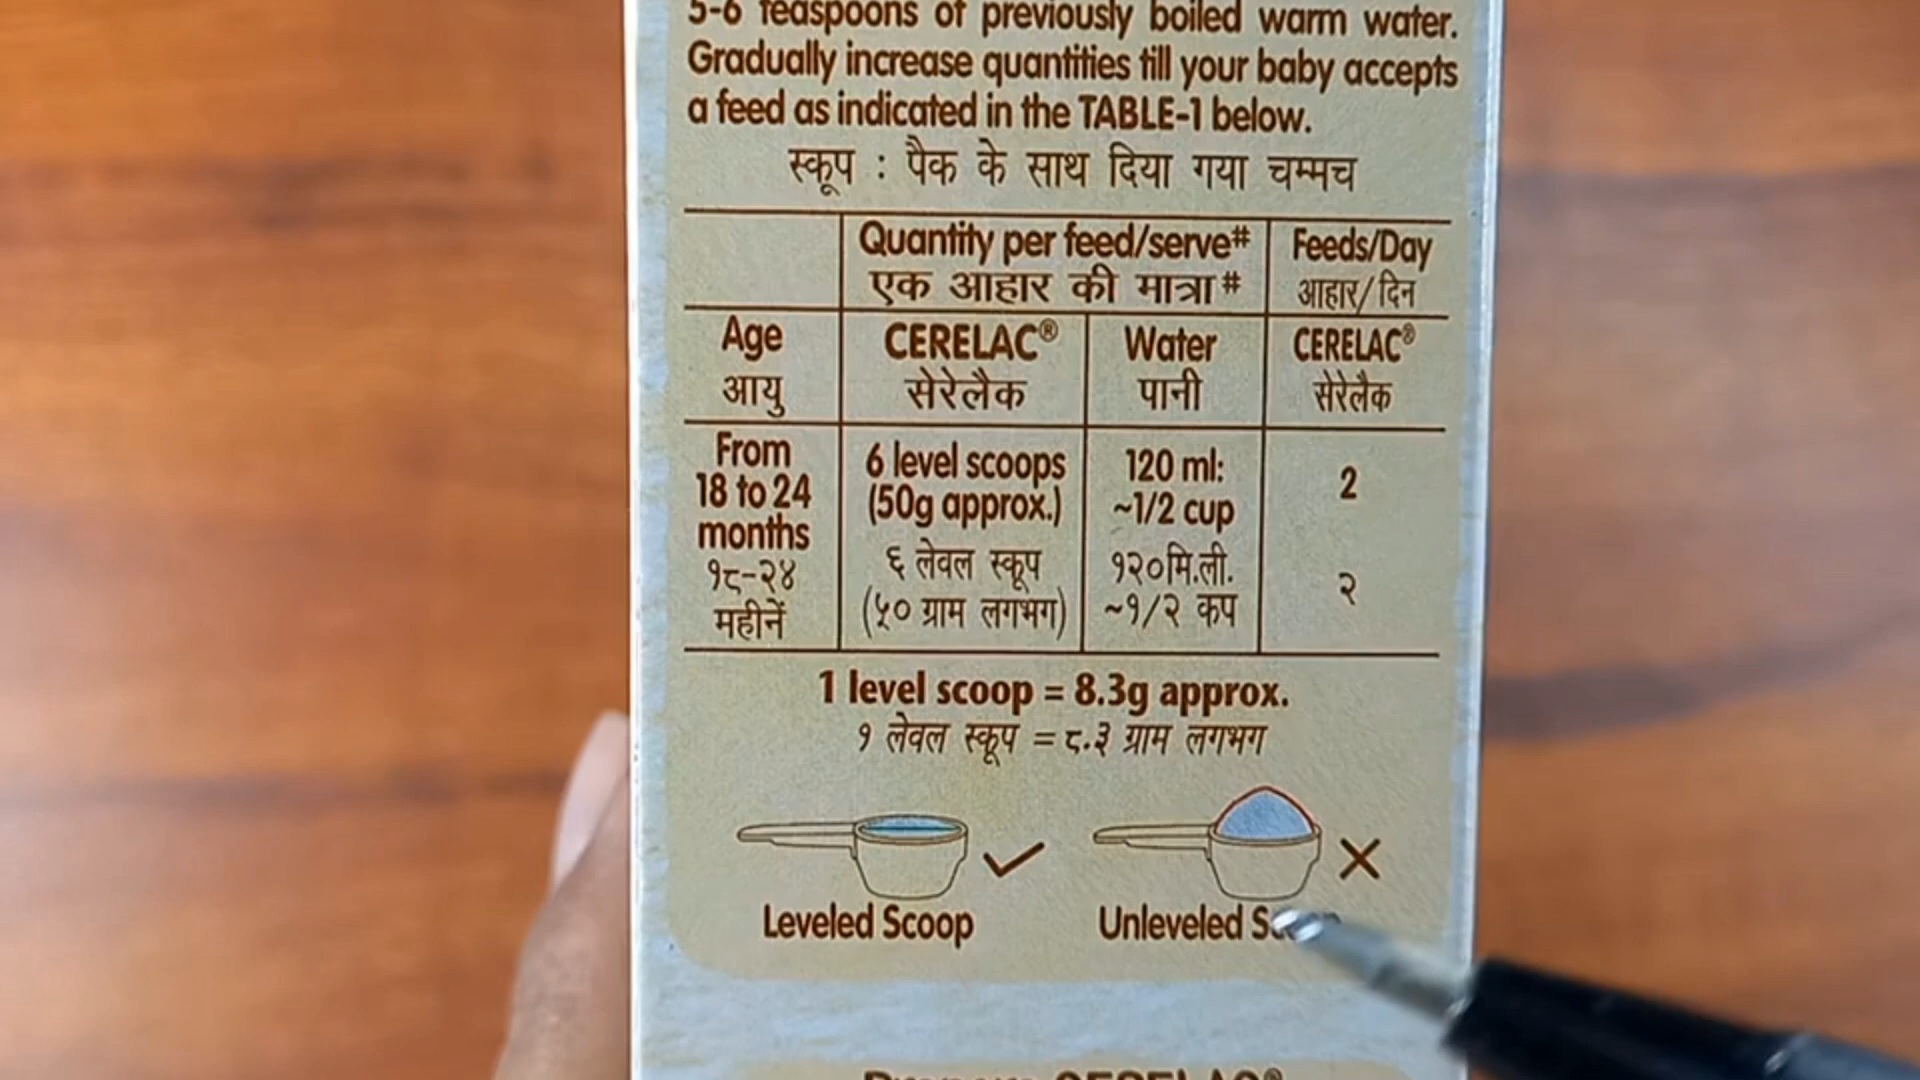 5-6 teaspoons of previously boiled warm water.
Gradually increase quantities till your baby accepts
a feed as indicated in the TABLE-1 below.
स्कूप : पैक के साथ दिया गया चम्मच
Quantity per feed/serve# Feeds/Day
एक आहार की मात्रा# आहार/दिन
Age CERELAC® Water CERELAC®
आयु सेरेलैक पानी सेरेलैक
From 6 level scoops 120 ml: 2
18 to 24 (50g approx.) ~1/2 cup
months
१८-२४ ६ लेवल स्कूप १२०मि.ली. २
महीनें (५० ग्राम लगभग) ~१/२ कप
1 level scoop = 8.3g approx.
१ लेवल स्कूप = ८.३ ग्राम लगभग
Leveled Scoop Unleveled
CERELAC®